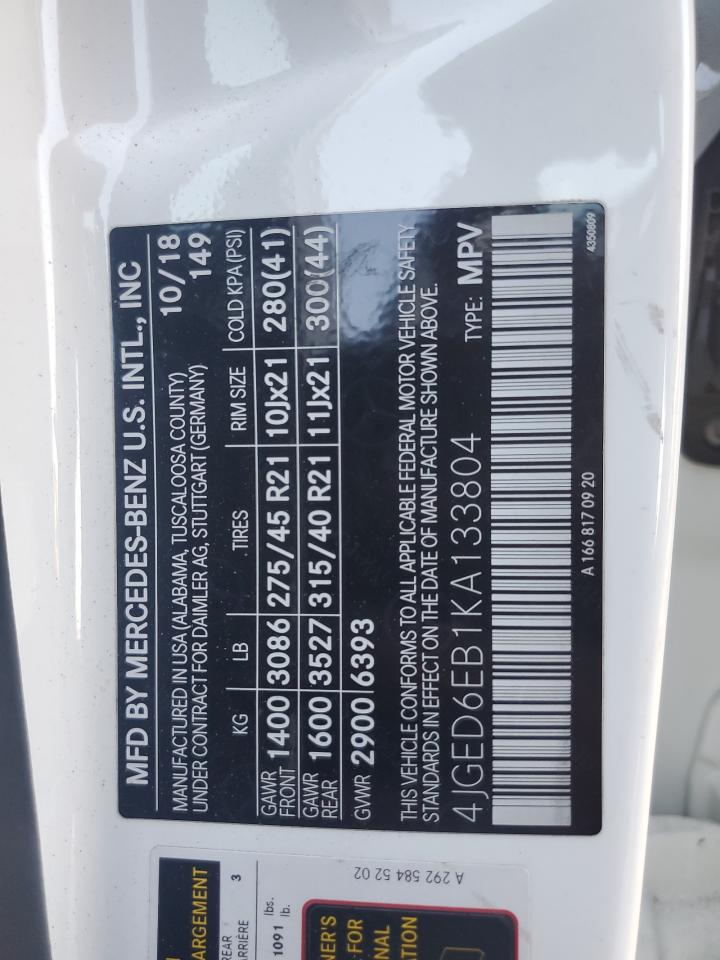 MFD BY MERCEDES-BENZ U.S. INTL., INC
MANUFACTURED IN USA (ALABAMA, TUSCALOOSA COUNTY) 10/18
UNDER CONTRACT FOR DAIMLER AG, STUTTGART (GERMANY) 149
KG LB TIRES RIM SIZE COLD KPA (PSI)
GAWR FRONT 1400 3086 275/45 R21 10Jx21 280(41)
GAWR REAR 1600 3527 315/40 R21 11Jx21 300(44)
GVWR 2900 6393
THIS VEHICLE CONFORMS TO ALL APPLICABLE FEDERAL MOTOR VEHICLE SAFETY
STANDARDS IN EFFECT ON THE DATE OF MANUFACTURE SHOWN ABOVE.
4JGED6EB1KA133804 TYPE: MPV
A 166 817 09 20 4350809
A 292 584 52 02
ARGEMENT
REAR 3
1091 lbs.
lb.
FOR